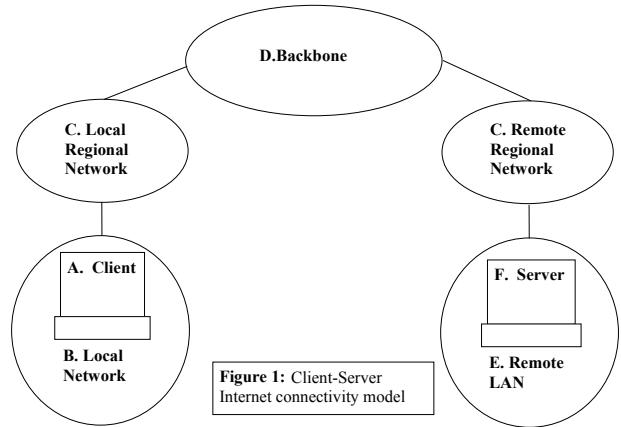 D.Backbone
C. Local
Regional
Network
C. Remote
Regional
Network
A. Client
B. Local
Network
F. Server
E. Remote
LAN
Figure 1: Client-Server
Internet connectivity model